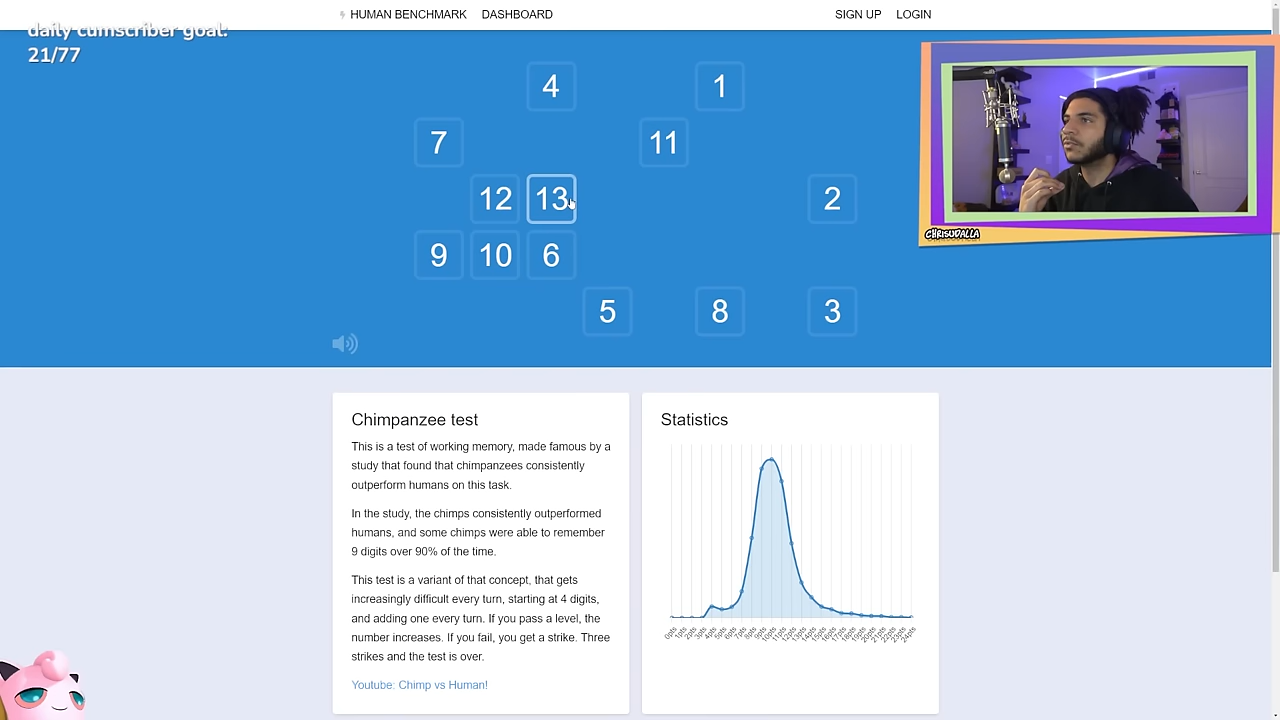 HUMAN BENCHMARK DASHBOARD SIGN UP LOGIN
daily cumscriber goal:
21/77
4 1
7 11
12 13 2
9 10 6
5 8 3
CHRISUDALLA
Chimpanzee test
This is a test of working memory, made famous by a
study that found that chimpanzees consistently
outperform humans on this task.
In the study, the chimps consistently outperformed
humans, and some chimps were able to remember
9 digits over 90% of the time.
This test is a variant of that concept, that gets
increasingly difficult every turn, starting at 4 digits,
and adding one every turn. If you pass a level, the
number increases. If you fail, you get a strike. Three
strikes and the test is over.
Youtube: Chimp vs Human!
Statistics